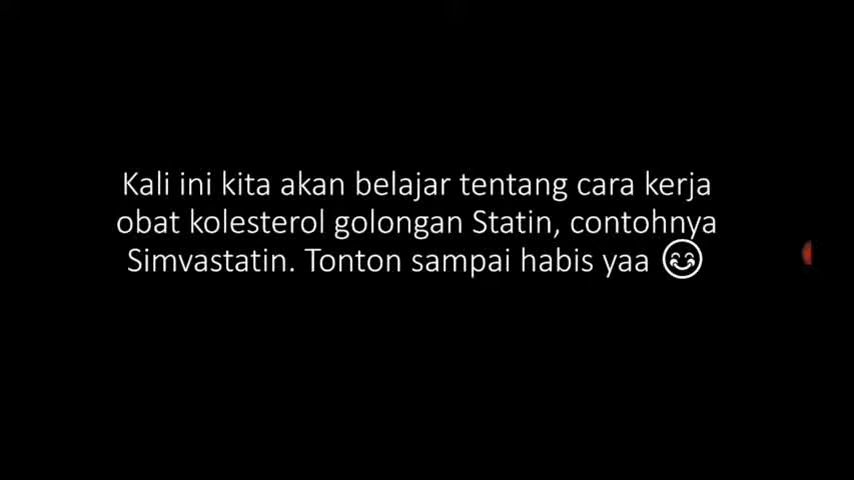 Kali ini kita akan belajar tentang cara kerja
obat kolesterol golongan Statin, contohnya
Simvastatin. Tonton sampai habis yaa 😊